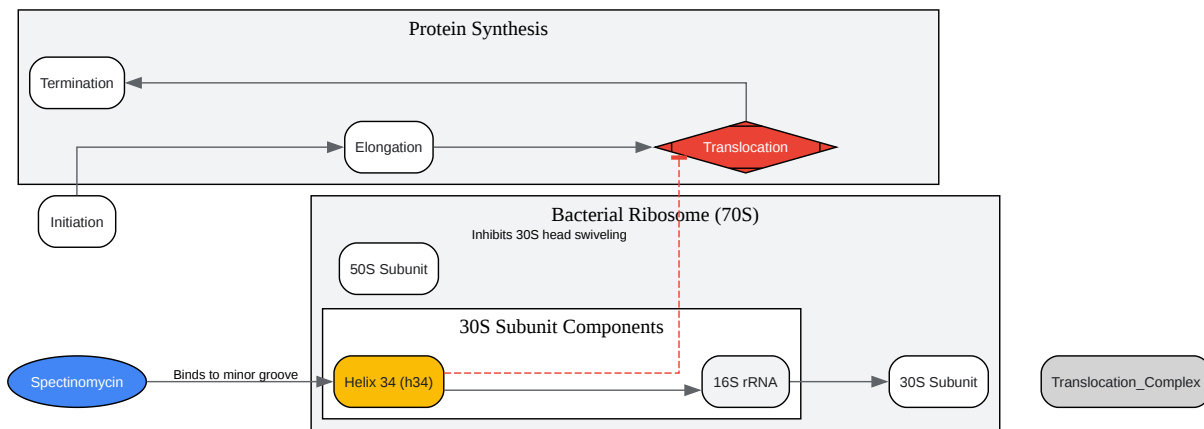 Protein Synthesis
Termination
Elongation
Translocation
Initiation
Bacterial Ribosome (70S)
Inhibits 30S head swiveling
50S Subunit
30S Subunit Components
Spectinomycin
Binds to minor groove
Helix 34 (h34)
16S rRNA
30S Subunit
Translocation_Complex